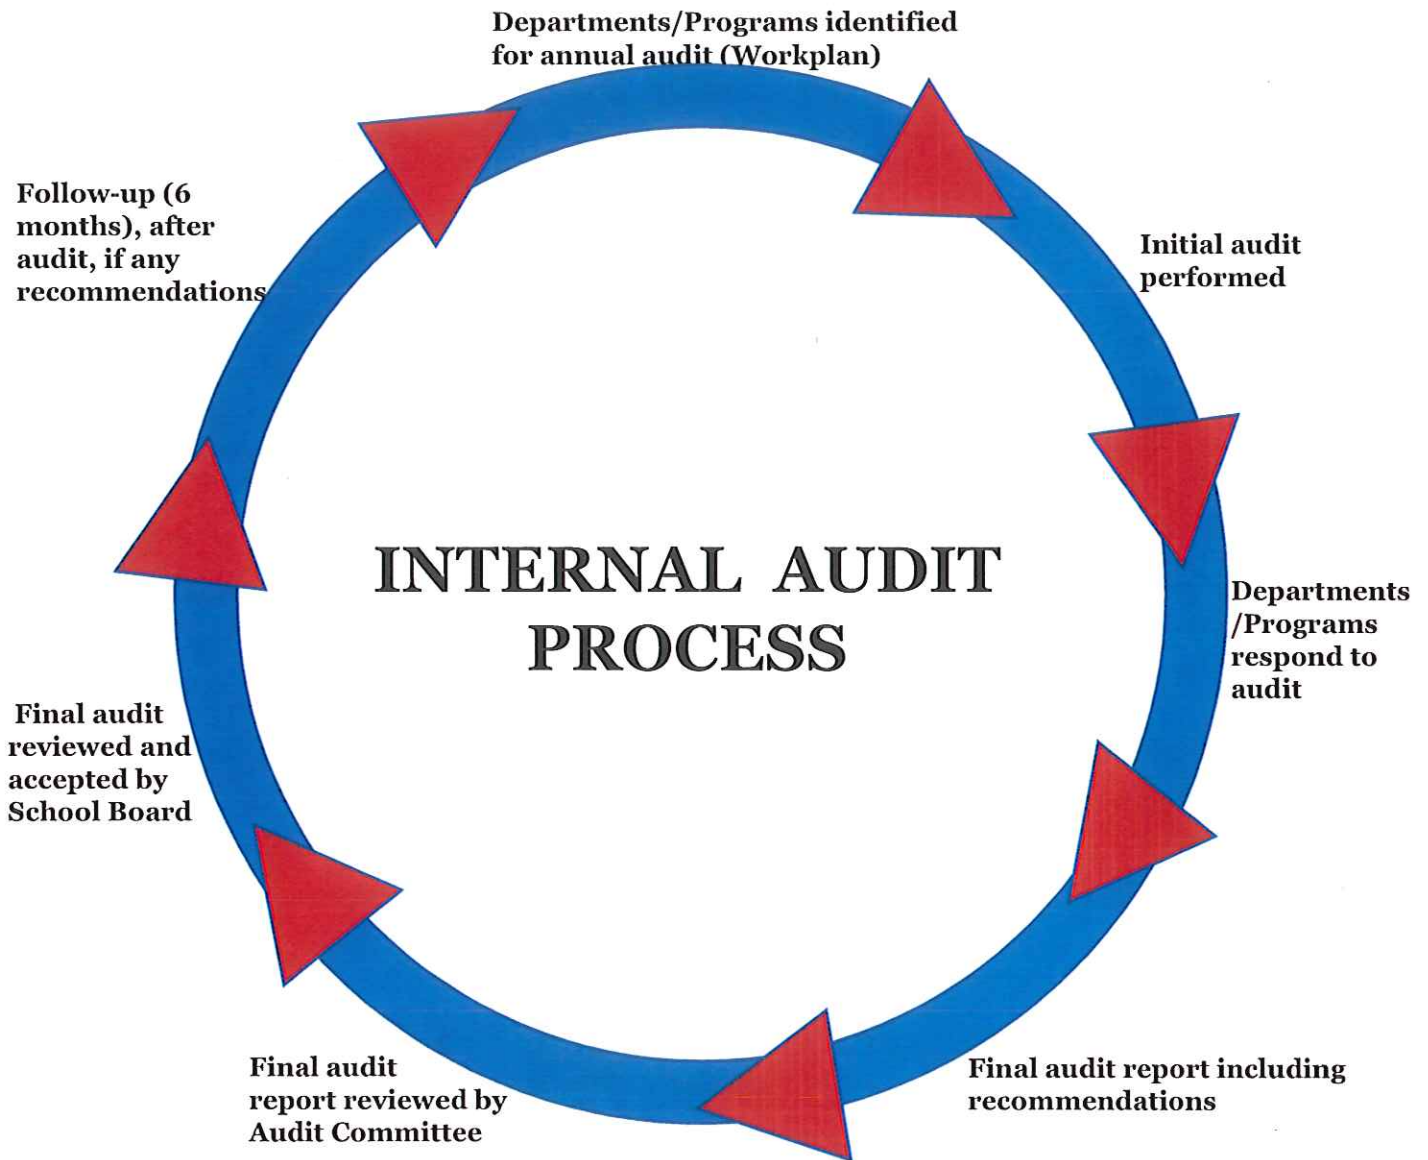 Departments/Programs identified
for annual audit (Workplan)
Initial audit
performed
Departments
/Programs
respond to
audit
Final audit report including
recommendations
Final audit
report reviewed by
Audit Committee
Final audit
reviewed and
accepted by
School Board
Follow-up (6
months), after
audit, if any
recommendations
INTERNAL AUDIT
PROCESS